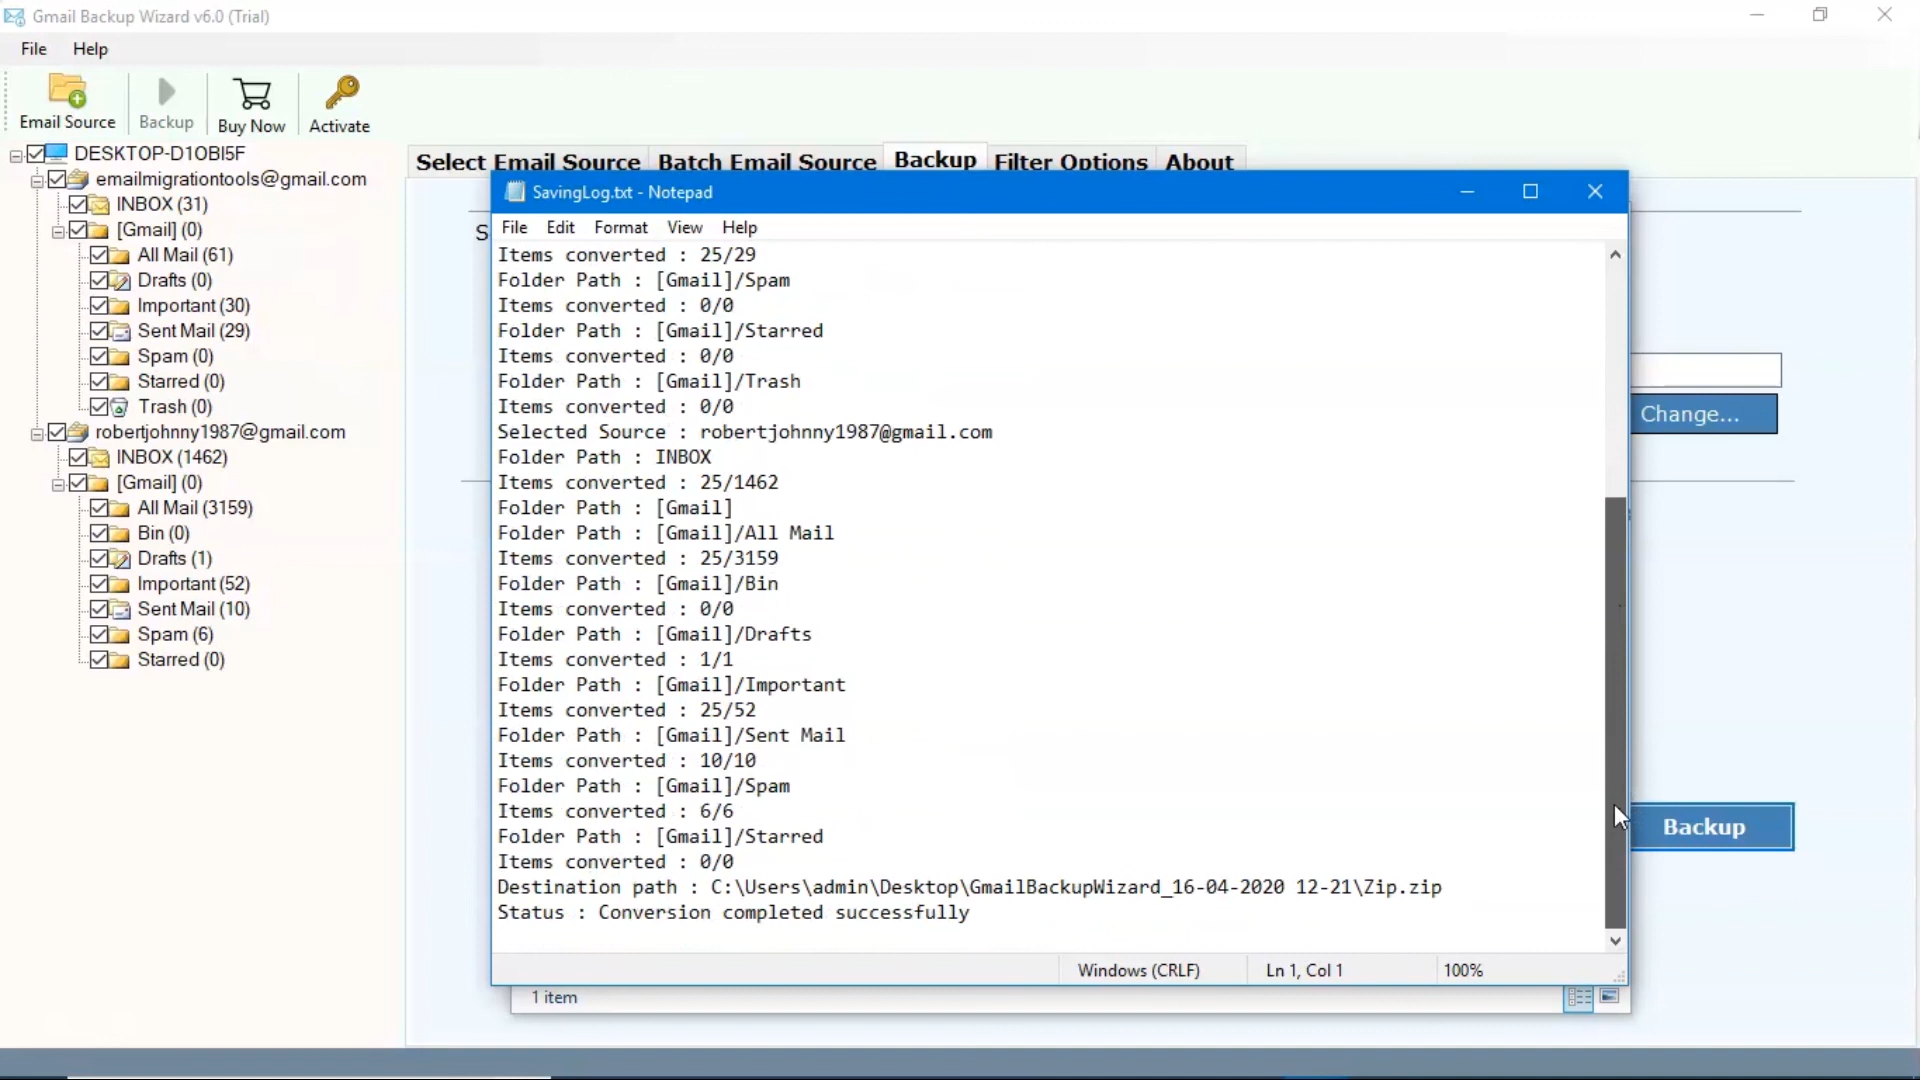 Gmail Backup Wizard v6.0 (Trial)
File Help
Email Source Backup Buy Now Activate
DESKTOP-D1OBI5F
emailmigrationtools@gmail.com
INBOX (31)
[Gmail] (0)
All Mail (61)
Drafts (0)
Important (30)
Sent Mail (29)
Spam (0)
Starred (0)
Trash (0)
robertjohnny1987@gmail.com
INBOX (1462)
[Gmail] (0)
All Mail (3159)
Bin (0)
Drafts (1)
Important (52)
Sent Mail (10)
Spam (6)
Starred (0)
Select Email Source Batch Email Source Backup Filter Options About
S
SavingLog.txt - Notepad
File Edit Format View Help
Items converted : 25/29
Folder Path : [Gmail]/Spam
Items converted : 0/0
Folder Path : [Gmail]/Starred
Items converted : 0/0
Folder Path : [Gmail]/Trash
Items converted : 0/0
Selected Source : robertjohnny1987@gmail.com
Folder Path : INBOX
Items converted : 25/1462
Folder Path : [Gmail]
Folder Path : [Gmail]/All Mail
Items converted : 25/3159
Folder Path : [Gmail]/Bin
Items converted : 0/0
Folder Path : [Gmail]/Drafts
Items converted : 1/1
Folder Path : [Gmail]/Important
Items converted : 25/52
Folder Path : [Gmail]/Sent Mail
Items converted : 10/10
Folder Path : [Gmail]/Spam
Items converted : 6/6
Folder Path : [Gmail]/Starred
Items converted : 0/0
Destination path : C:\Users\admin\Desktop\GmailBackupWizard_16-04-2020 12-21\Zip.zip
Status : Conversion completed successfully
Windows (CRLF) Ln 1, Col 1 100%
1 item
Change...
Backup